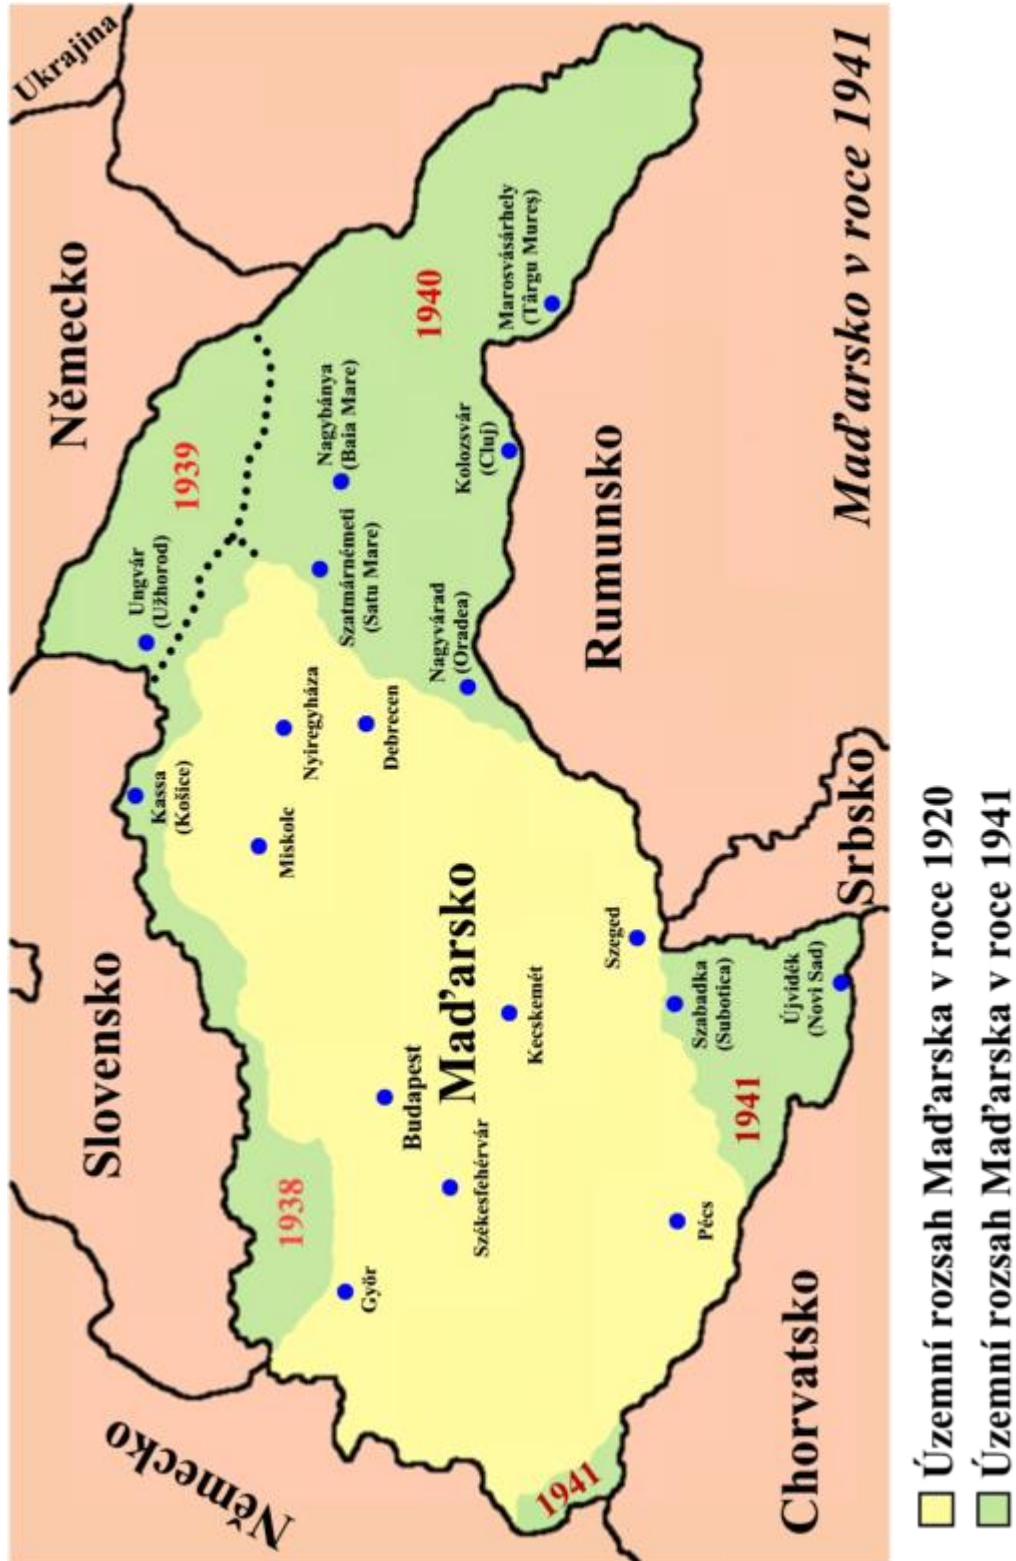 Ukrajina
Německo
Německo
Slovensko
1939
Ungvár
(Užhorod)
Kassa
(Košice)
1938
1940
Nagybánya
(Baia Mare)
Szatmárnémeti
(Satu Mare)
Marosvásárhely
(Târgu Mureș)
Kolozsvár
(Cluj)
Nagyvárad
(Oradea)
Nyiregyháza
Debrecen
Miskolc
Győr
Budapest
Maďarsko
Székesfehérvár
Kecskemét
Szeged
Pécs
Szabadka
(Subotica)
Újvidék
(Novi Sad)
1941
1941
Rumunsko
Srbsko
Chorvatsko
Maďarsko v roce 1941
Územní rozsah Maďarska v roce 1920
Územní rozsah Maďarska v roce 1941